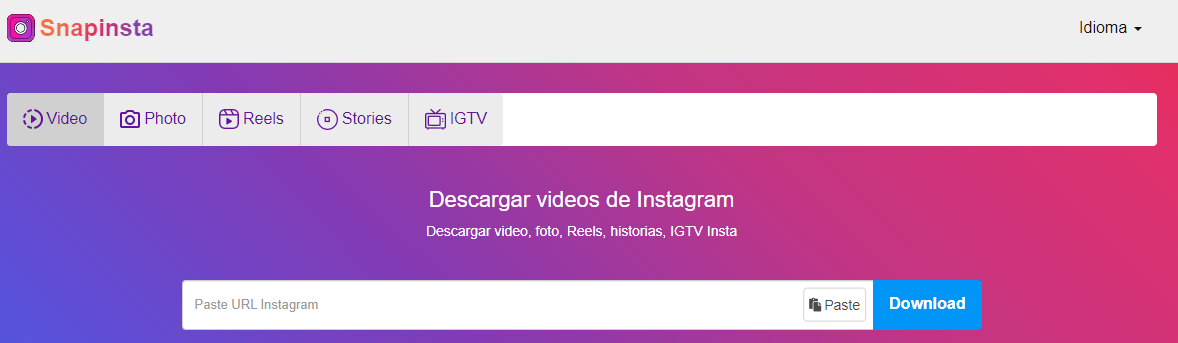 Snapinsta
Idioma
Video Photo Reels Stories IGTV
Descargar videos de Instagram
Descargar video, foto, Reels, historias, IGTV Insta
Paste URL Instagram Paste Download